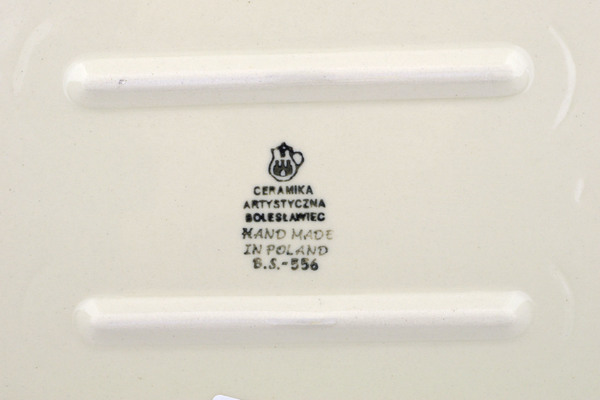 CERAMIKA
ARTYSTYCZNA
BOLESŁAWIEC
HAND MADE
IN POLAND
B.S.-556